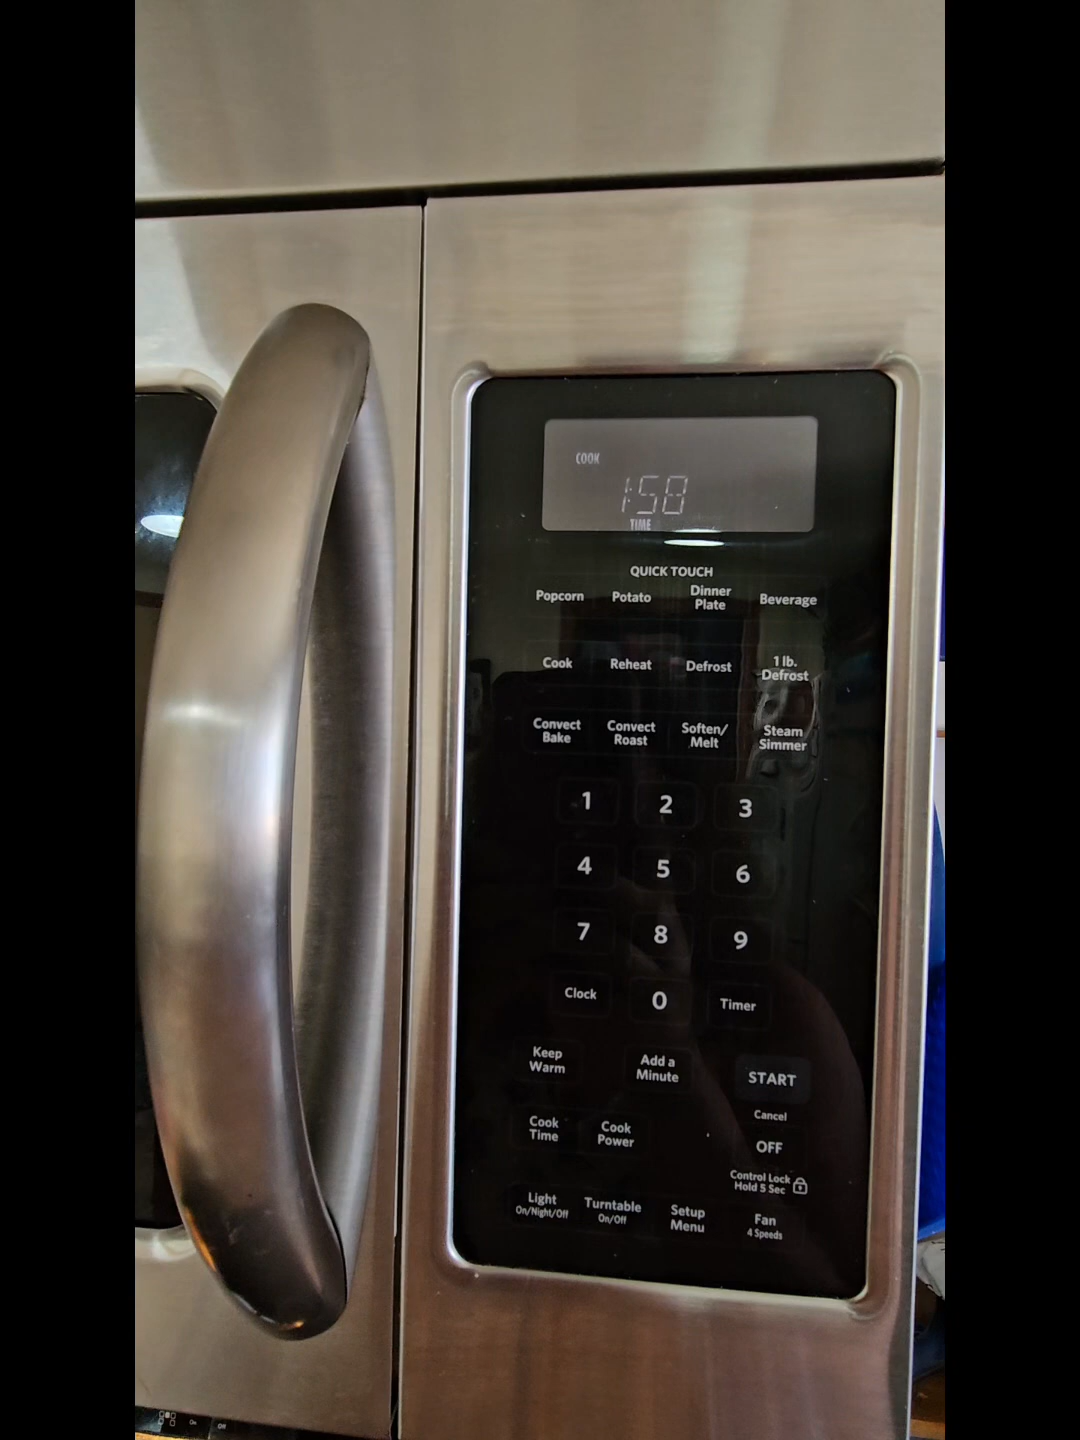 COOK
1:58
TIME
QUICK TOUCH
Popcorn Potato Dinner Plate Beverage
Cook Reheat Defrost 1 lb. Defrost
Convect Bake Convect Roast Soften/ Melt Steam Simmer
1 2 3
4 5 6
7 8 9
Clock 0 Timer
Keep Warm Add a Minute START
Cancel
Cook Time Cook Power OFF
Control Lock
Hold 5 Sec
Light On/Night/Off Turntable On/Off Setup Menu Fan 4 Speeds
On Off